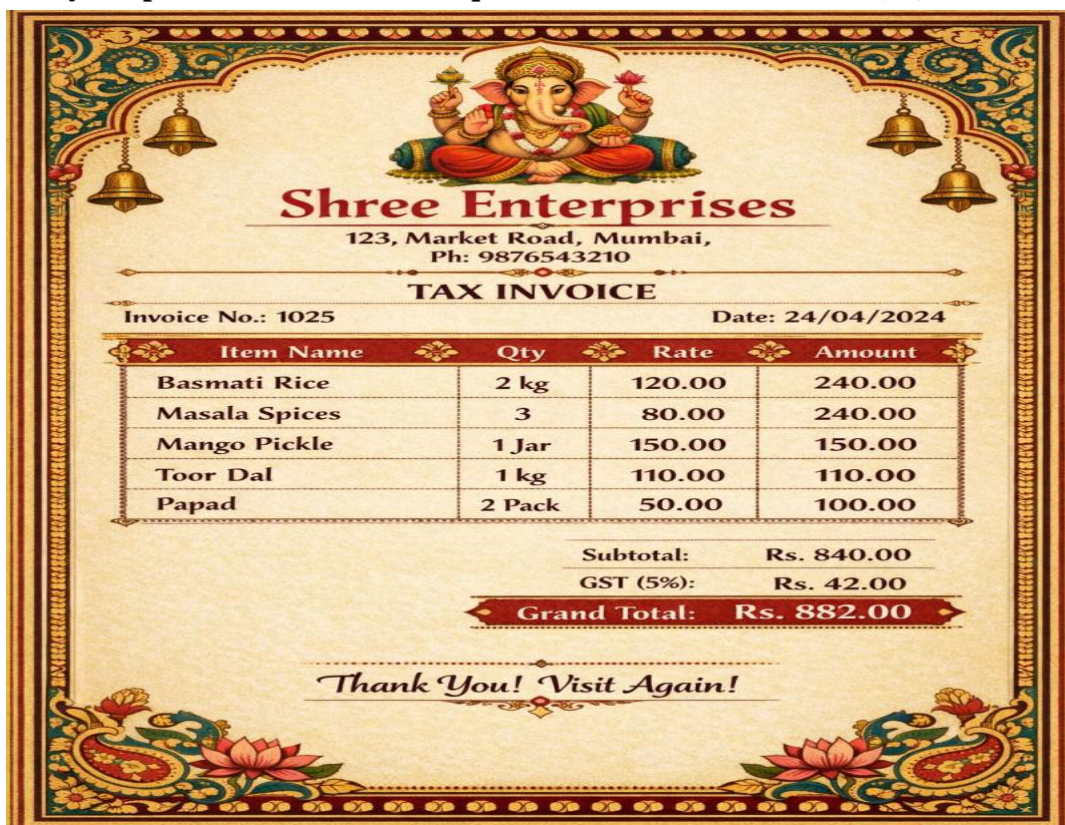 Shree Enterprises
123, Market Road, Mumbai,
Ph: 9876543210
TAX INVOICE
Invoice No.: 1025 Date: 24/04/2024
Item Name Qty Rate Amount
Basmati Rice 2 kg 120.00 240.00
Masala Spices 3 80.00 240.00
Mango Pickle 1 Jar 150.00 150.00
Toor Dal 1 kg 110.00 110.00
Papad 2 Pack 50.00 100.00
Subtotal: Rs. 840.00
GST (5%): Rs. 42.00
Grand Total: Rs. 882.00
Thank You! Visit Again!